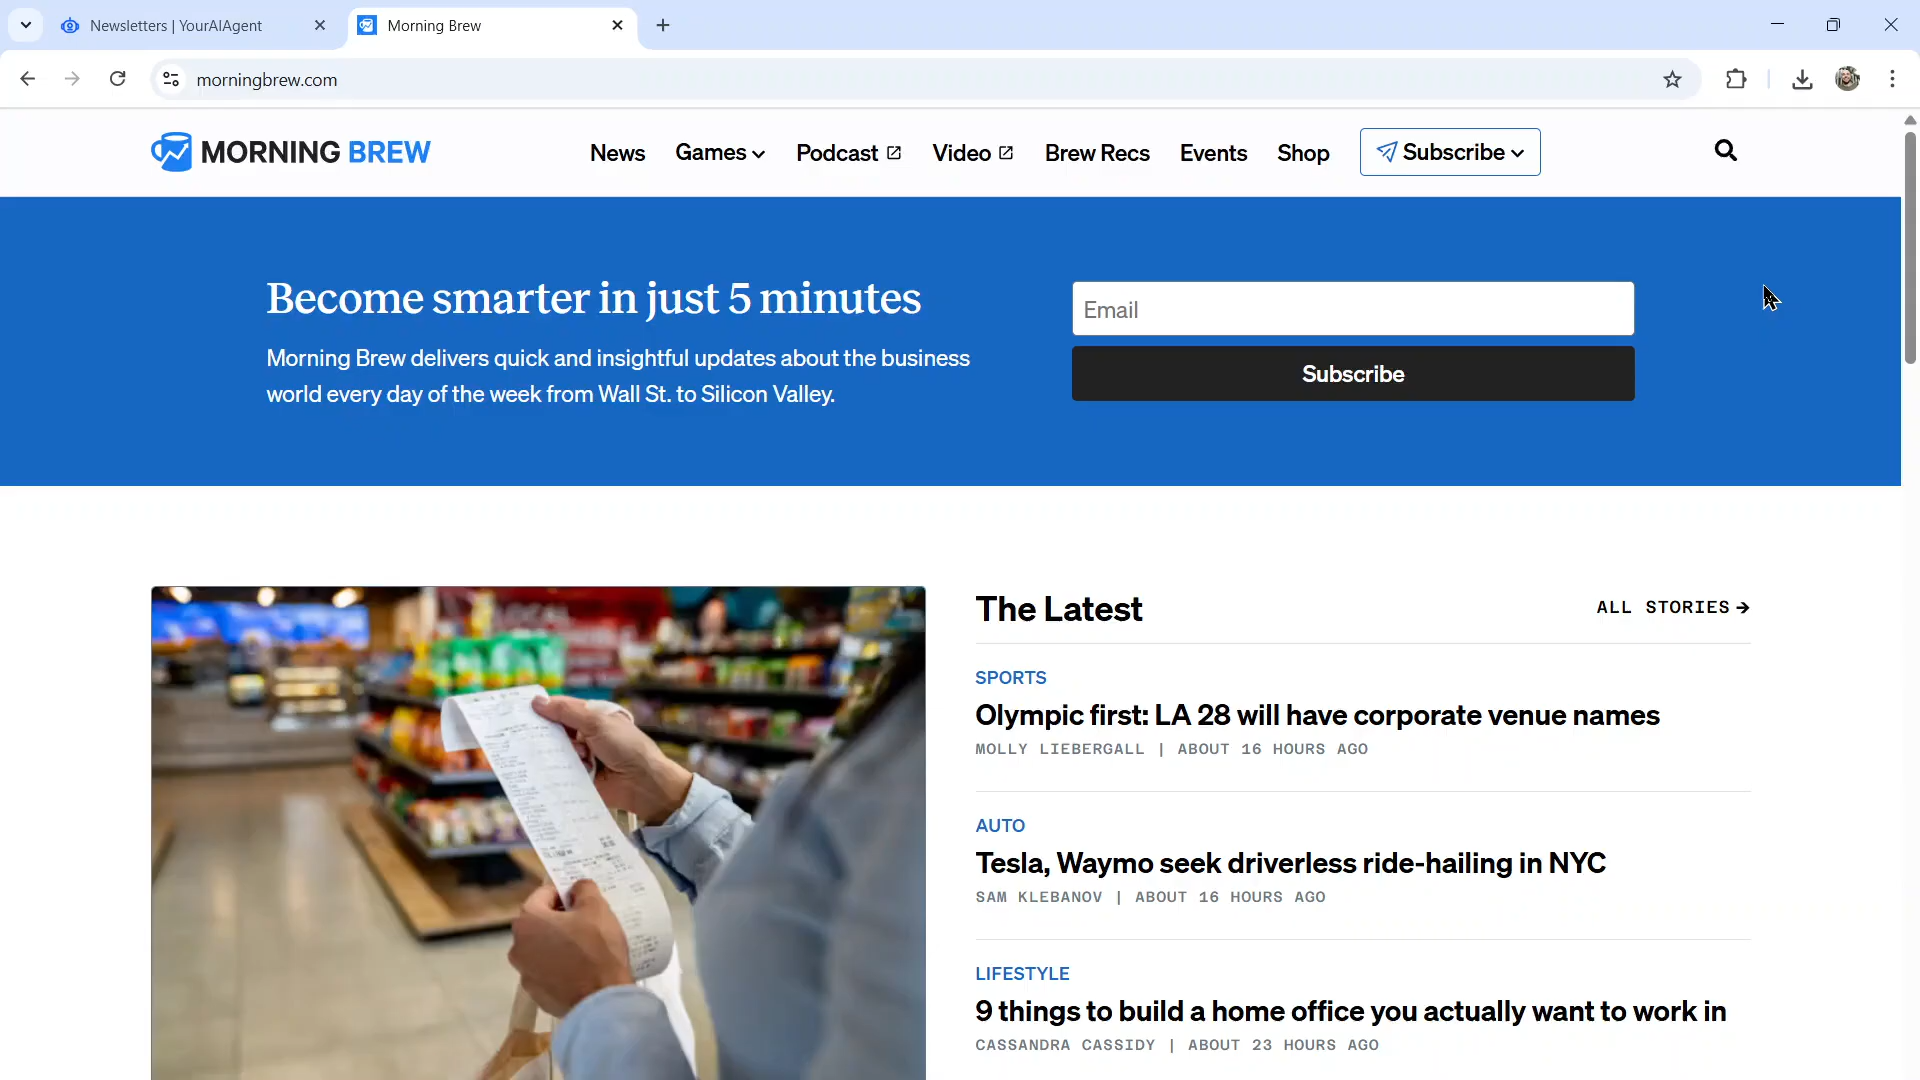 Newsletters | YourAIAgent
Morning Brew
morningbrew.com
MORNING BREW
News
Games
Podcast
Video
Brew Recs
Events
Shop
Subscribe
Become smarter in just 5 minutes
Morning Brew delivers quick and insightful updates about the business
world every day of the week from Wall St. to Silicon Valley.
Email
Subscribe
LOCAL
The Latest
ALL STORIES
SPORTS
Olympic first: LA 28 will have corporate venue names
MOLLY LIEBERGALL | ABOUT 16 HOURS AGO
AUTO
Tesla, Waymo seek driverless ride-hailing in NYC
SAM KLEBANOV | ABOUT 16 HOURS AGO
LIFESTYLE
9 things to build a home office you actually want to work in
CASSANDRA CASSIDY | ABOUT 23 HOURS AGO